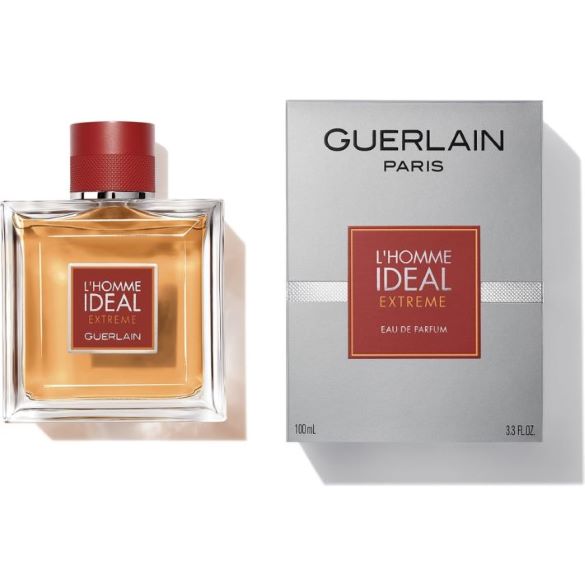 L'HOMME
IDEAL
EXTREME
GUERLAIN
GUERLAIN
PARIS
L'HOMME
IDEAL
EXTREME
EAU DE PARFUM
100 mL
3.3 FL.OZ.